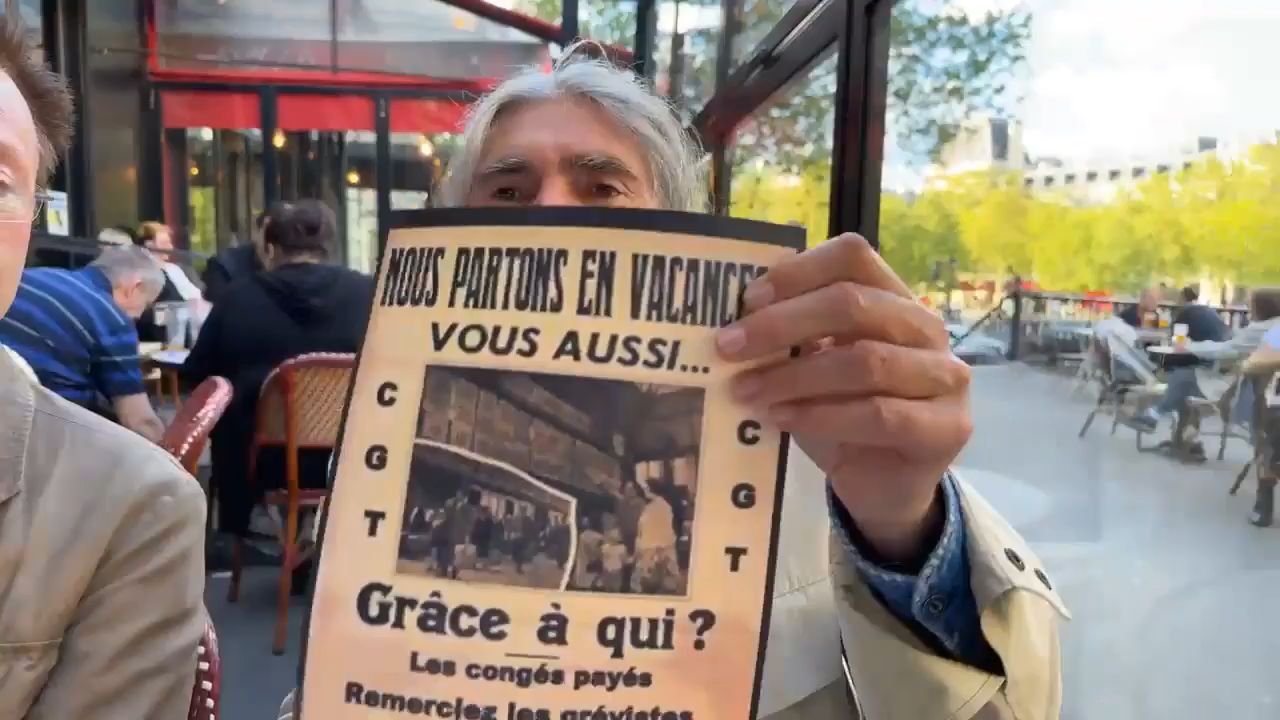 NOUS PARTONS EN VACANCES
VOUS AUSSI...
C G T
C G T
Grâce à qui ?
Les congés payés
Remerciez les grévistes